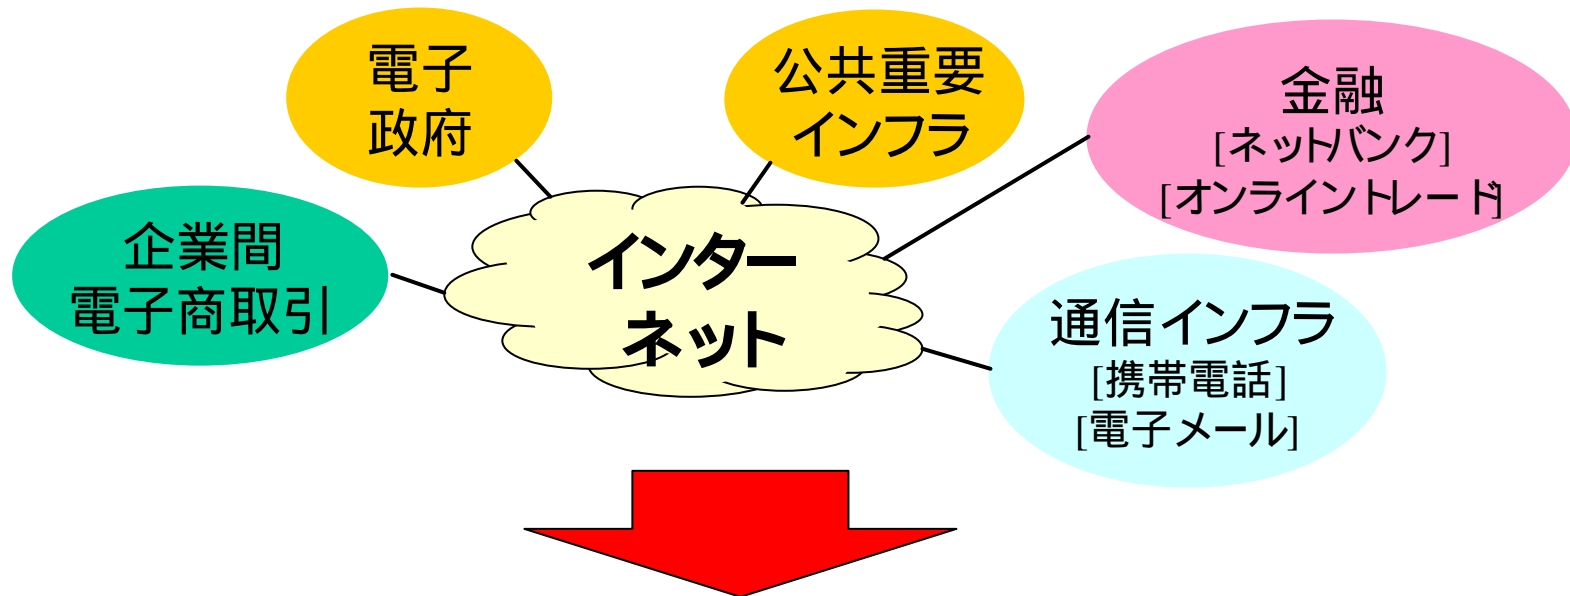 電子
政府
公共重要
インフラ
金融
[ネットバンク]
[オンライントレード]
企業間
電子商取引
インター
ネット
通信インフラ
[携帯電話]
[電子メール]